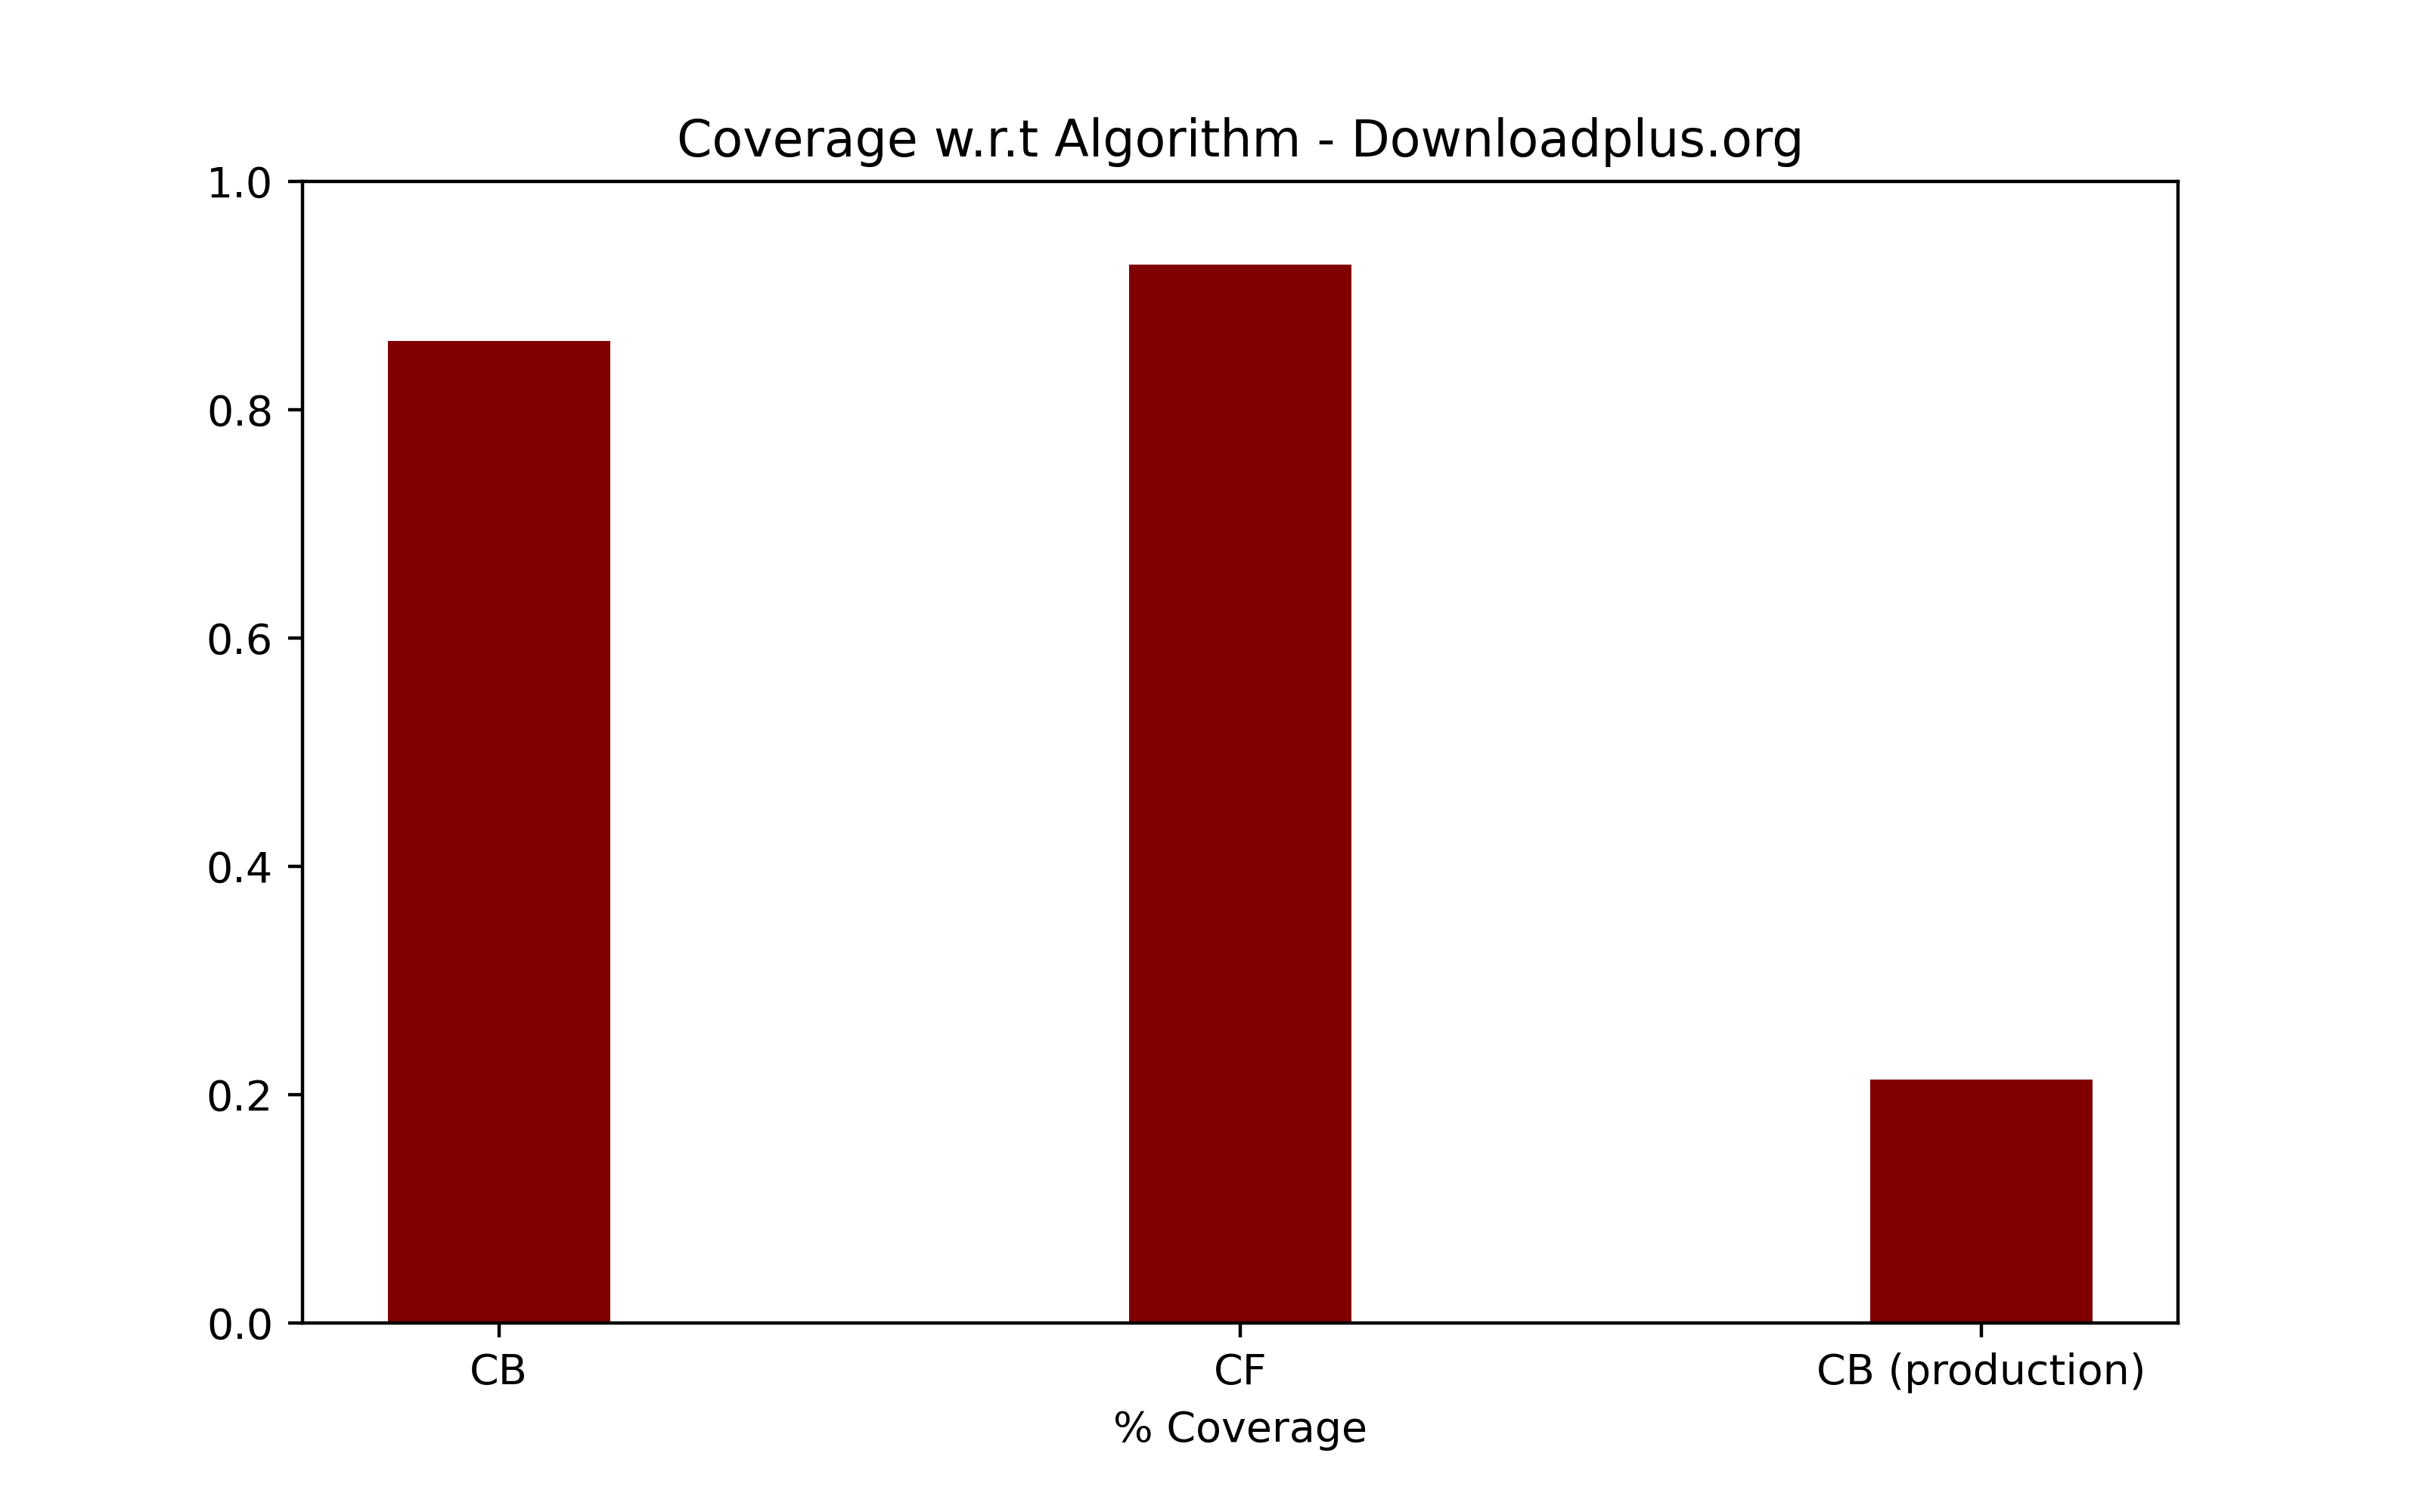 Coverage w.r.t Algorithm - Downloadplus.org
1.0
0.8
0.6
0.4
0.2
0.0
CB
CF
CB (production)
% Coverage